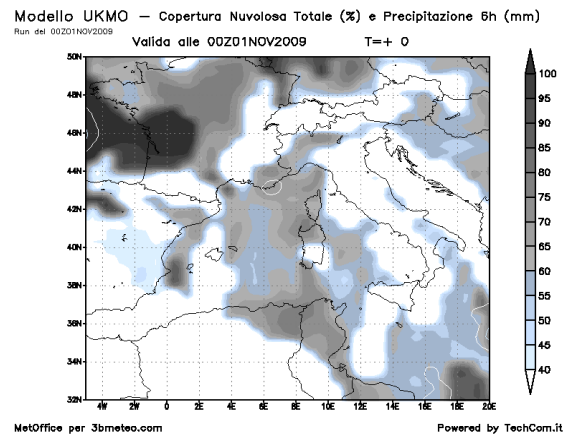 Modello UKMO – Copertura Nuvolosa Totale (%) e Precipitazione 6h (mm)
Run del 00Z01NOV2009
Valida alle 00Z01NOV2009 T=+ 0
50N
48N
46N
44N
42N
40N
38N
36N
34N
32N
4W 2W 0 2E 4E 6E 8E 10E 12E 14E 16E 18E 20E
100
95
90
85
80
75
70
65
60
55
50
45
40
MetOffice per 3bmeteo.com
Powered by TechCom.it